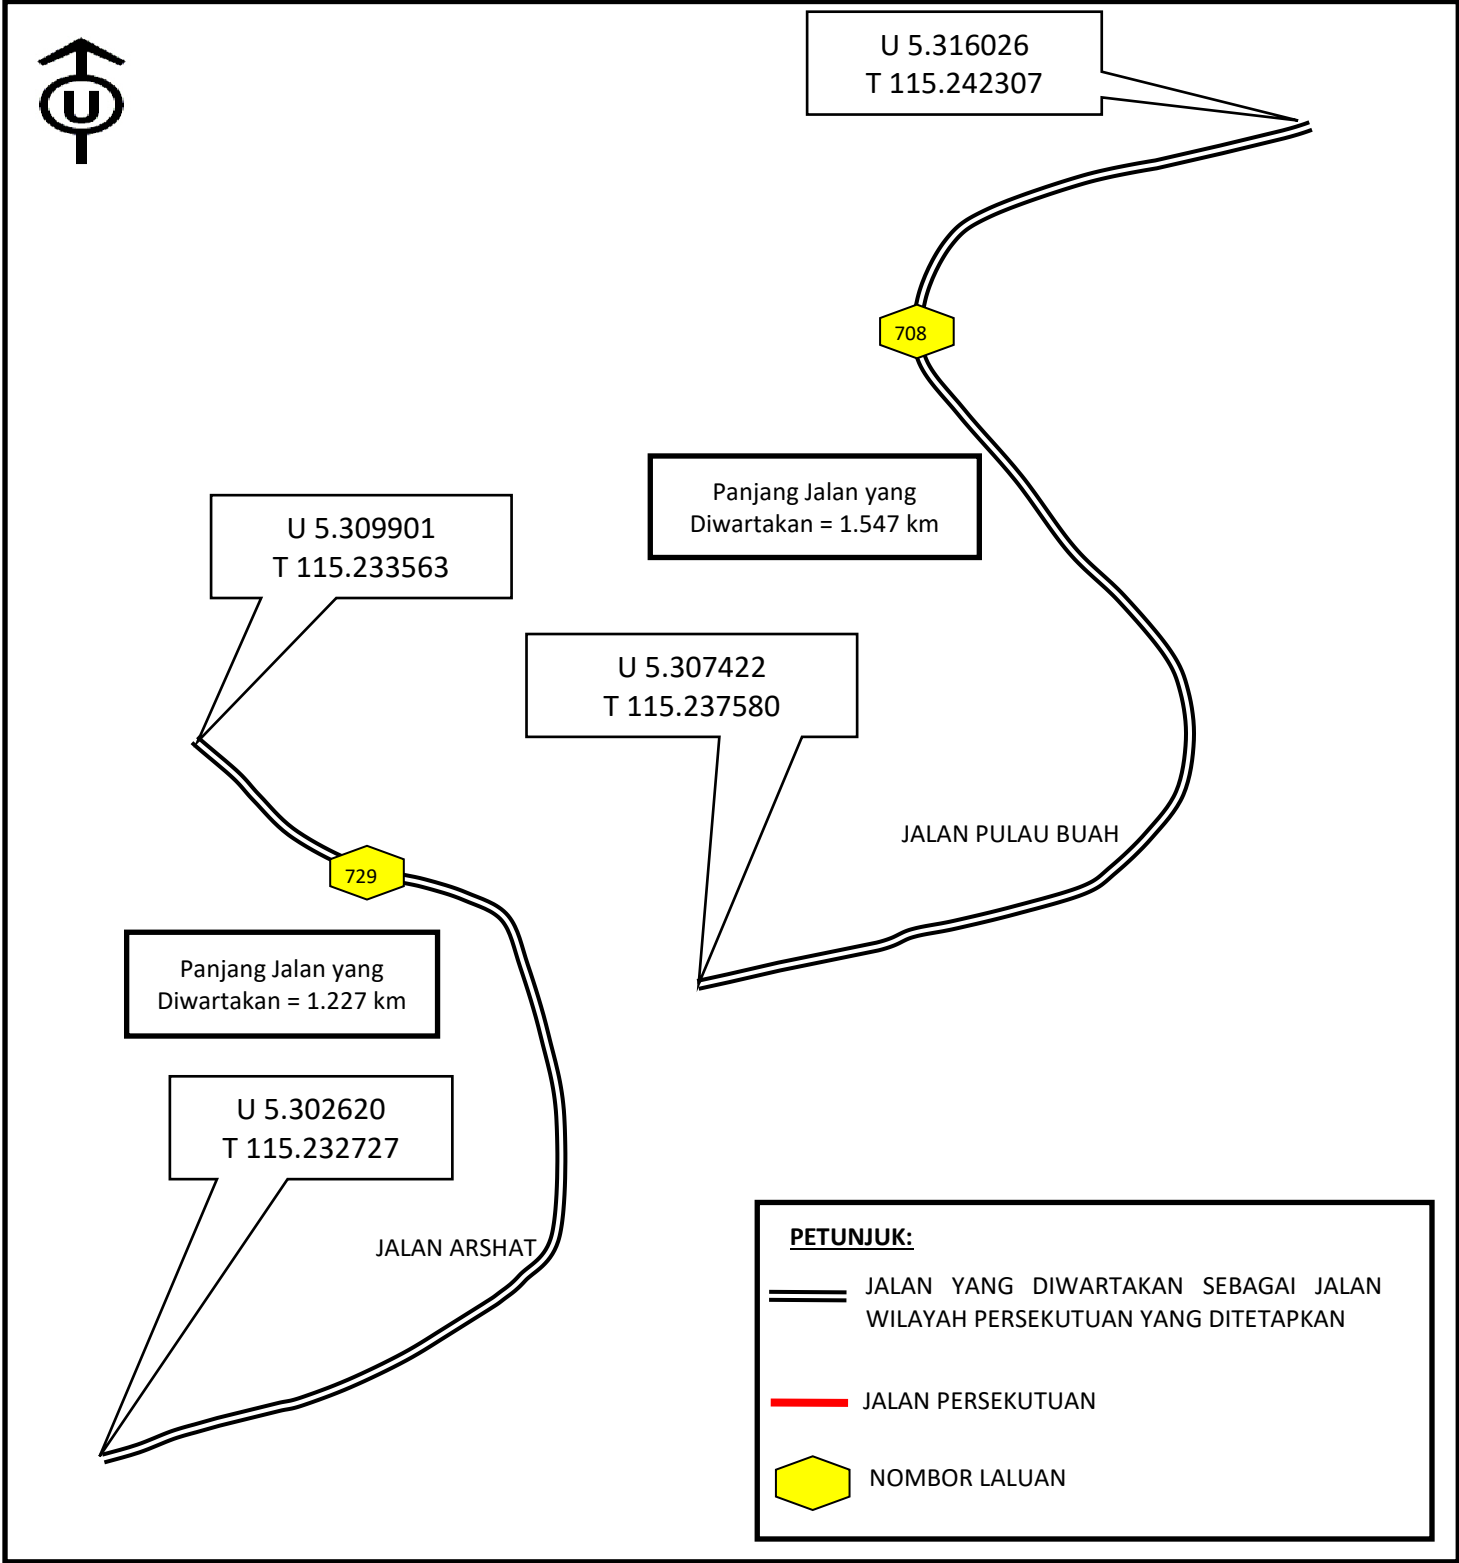 U
U 5.316026
T 115.242307
708
Panjang Jalan yang
Diwartakan = 1.547 km
U 5.309901
T 115.233563
U 5.307422
T 115.237580
JALAN PULAU BUAH
729
Panjang Jalan yang
Diwartakan = 1.227 km
U 5.302620
T 115.232727
JALAN ARSHAT
PETUNJUK:
JALAN YANG DIWARTAKAN SEBAGAI JALAN
WILAYAH PERSEKUTUAN YANG DITETAPKAN
JALAN PERSEKUTUAN
NOMBOR LALUAN